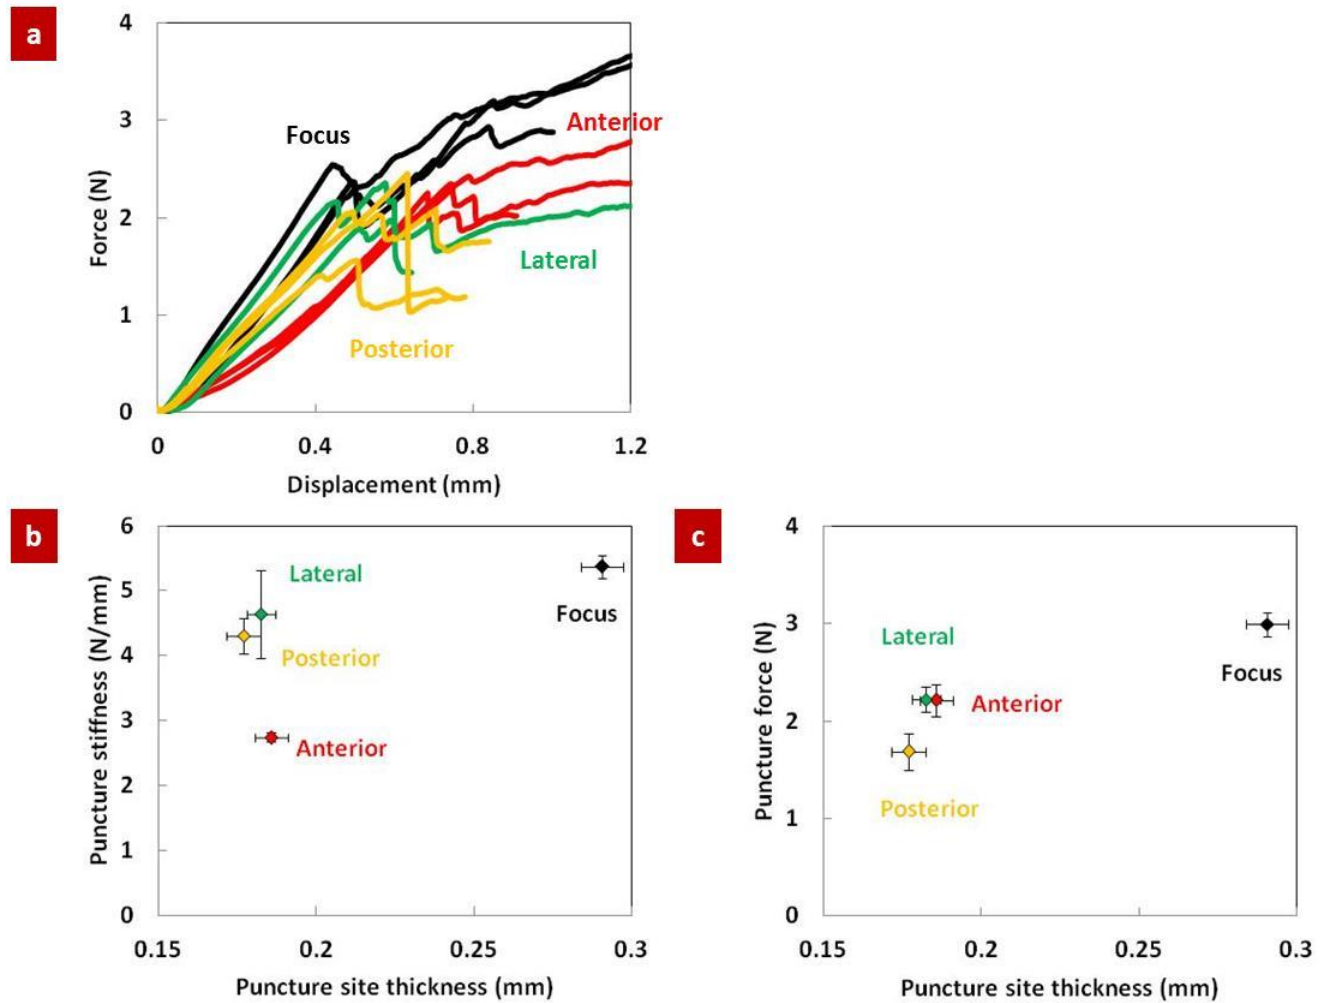 a
4
3
2
1
0
Force (N)
Focus
Anterior
Lateral
Posterior
0 0.4 0.8 1.2
Displacement (mm)
b
6
5
4
3
2
1
0
Puncture stiffness (N/mm)
Lateral
Focus
Posterior
Anterior
0.15 0.2 0.25 0.3
Puncture site thickness (mm)
c
4
3
2
1
0
Puncture force (N)
Lateral
Focus
Anterior
Posterior
0.15 0.2 0.25 0.3
Puncture site thickness (mm)